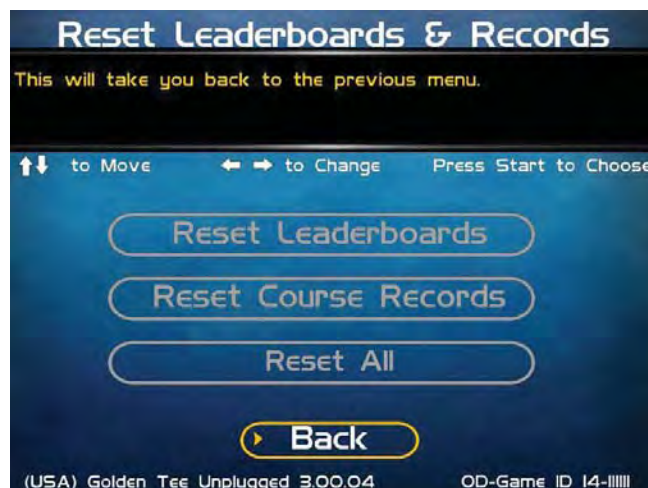 Reset Leaderboards & Records
This will take you back to the previous menu.
to Move to Change Press Start to Choose
Reset Leaderboards
Reset Course Records
Reset All
Back
(USA) Golden Tee Unplugged 3.00.04 OD-Game ID 14-111111